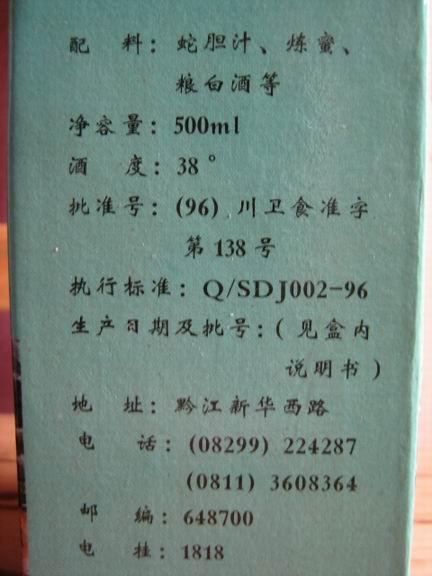 配 料：蛇胆汁、炼蜜、
粮白酒等
净容量：500ml
酒 度：38°
批准号：(96) 川卫食准字
第 138 号
执行标准：Q/SDJ002-96
生产日期及批号：( 见盒内
说明书 )
地 址：黔江新华西路
电 话：(08299) 224287
(0811) 3608364
邮 编：648700
电 挂：1818